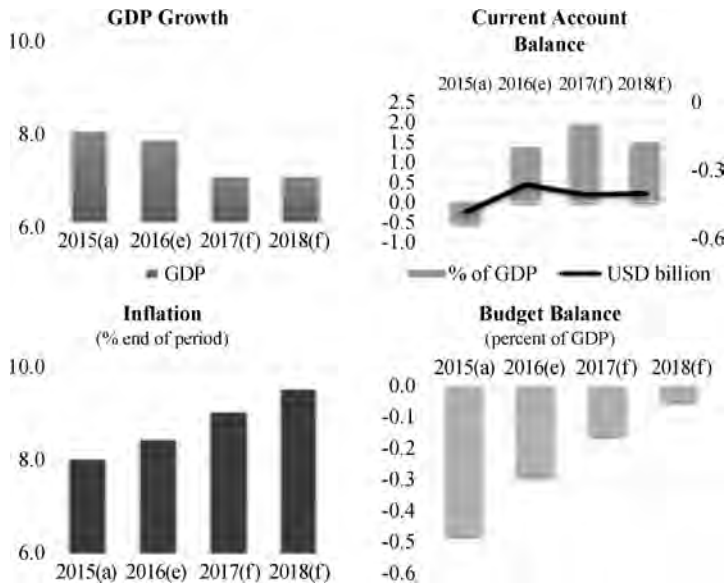 GDP Growth
10.0
8.0
6.0
2015(a) 2016(e) 2017(f) 2018(f)
GDP
Current Account
Balance
2015(a) 2016(e) 2017(f) 2018(f)
2.5
2.0
1.5
1.0
0.5
0.0
-0.5
-1.0
0
-0.3
-0.6
% of GDP USD billion
Inflation
(% end of period)
10.0
8.0
6.0
2015(a) 2016(e) 2017(f) 2018(f)
Budget Balance
(percent of GDP)
2015(a) 2016(e) 2017(f) 2018(f)
0.0
-0.1
-0.2
-0.3
-0.4
-0.5
-0.6